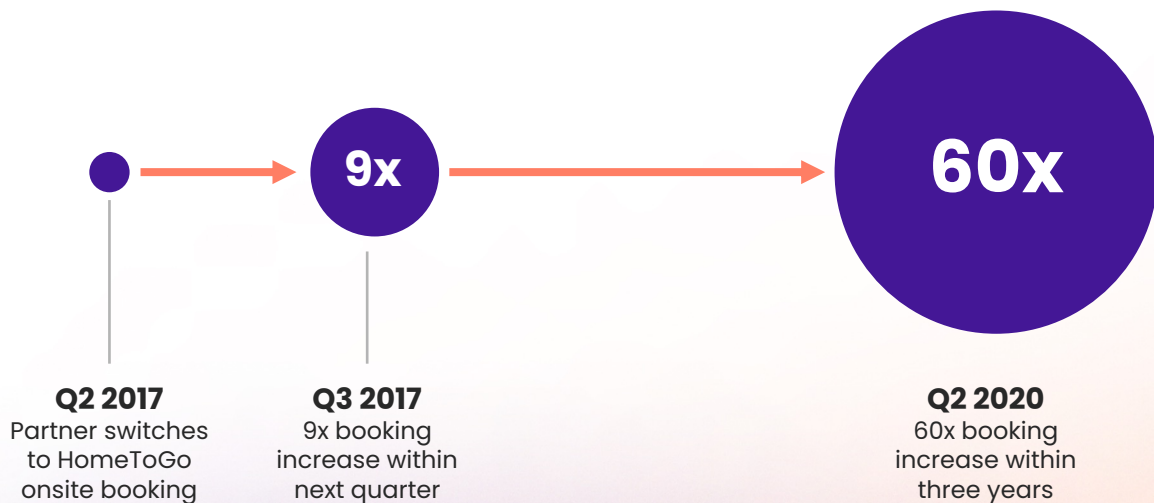 9x
60x
Q2 2017
Partner switches
to HomeToGo
onsite booking
Q3 2017
9x booking
increase within
next quarter
Q2 2020
60x booking
increase within
three years